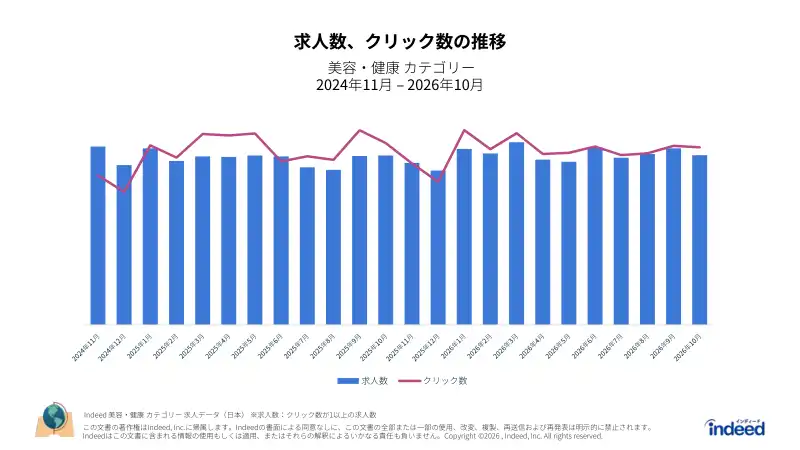 求人数、クリック数の推移
美容・健康 カテゴリー
2024年11月 – 2026年10月
2024年11月
2024年12月
2025年1月
2025年2月
2025年3月
2025年4月
2025年5月
2025年6月
2025年7月
2025年8月
2025年9月
2025年10月
2025年11月
2025年12月
2026年1月
2026年2月
2026年3月
2026年4月
2026年5月
2026年6月
2026年7月
2026年8月
2026年9月
2026年10月
求人数
クリック数
Indeed 美容・健康 カテゴリー 求人データ（日本） ※求人数：クリック数が1以上の求人数
この文書の著作権はIndeed, Inc.に帰属します。Indeedの書面による同意なしに、この文書の全部または一部の使用、改変、複製、再送信および再発表は明示的に禁止されます。
Indeedはこの文書に含まれる情報の使用もしくは適用、またはそれらの解釈によるいかなる責任も負いません。Copyright ©2026 , Indeed, Inc. All rights reserved.
インディード
indeed